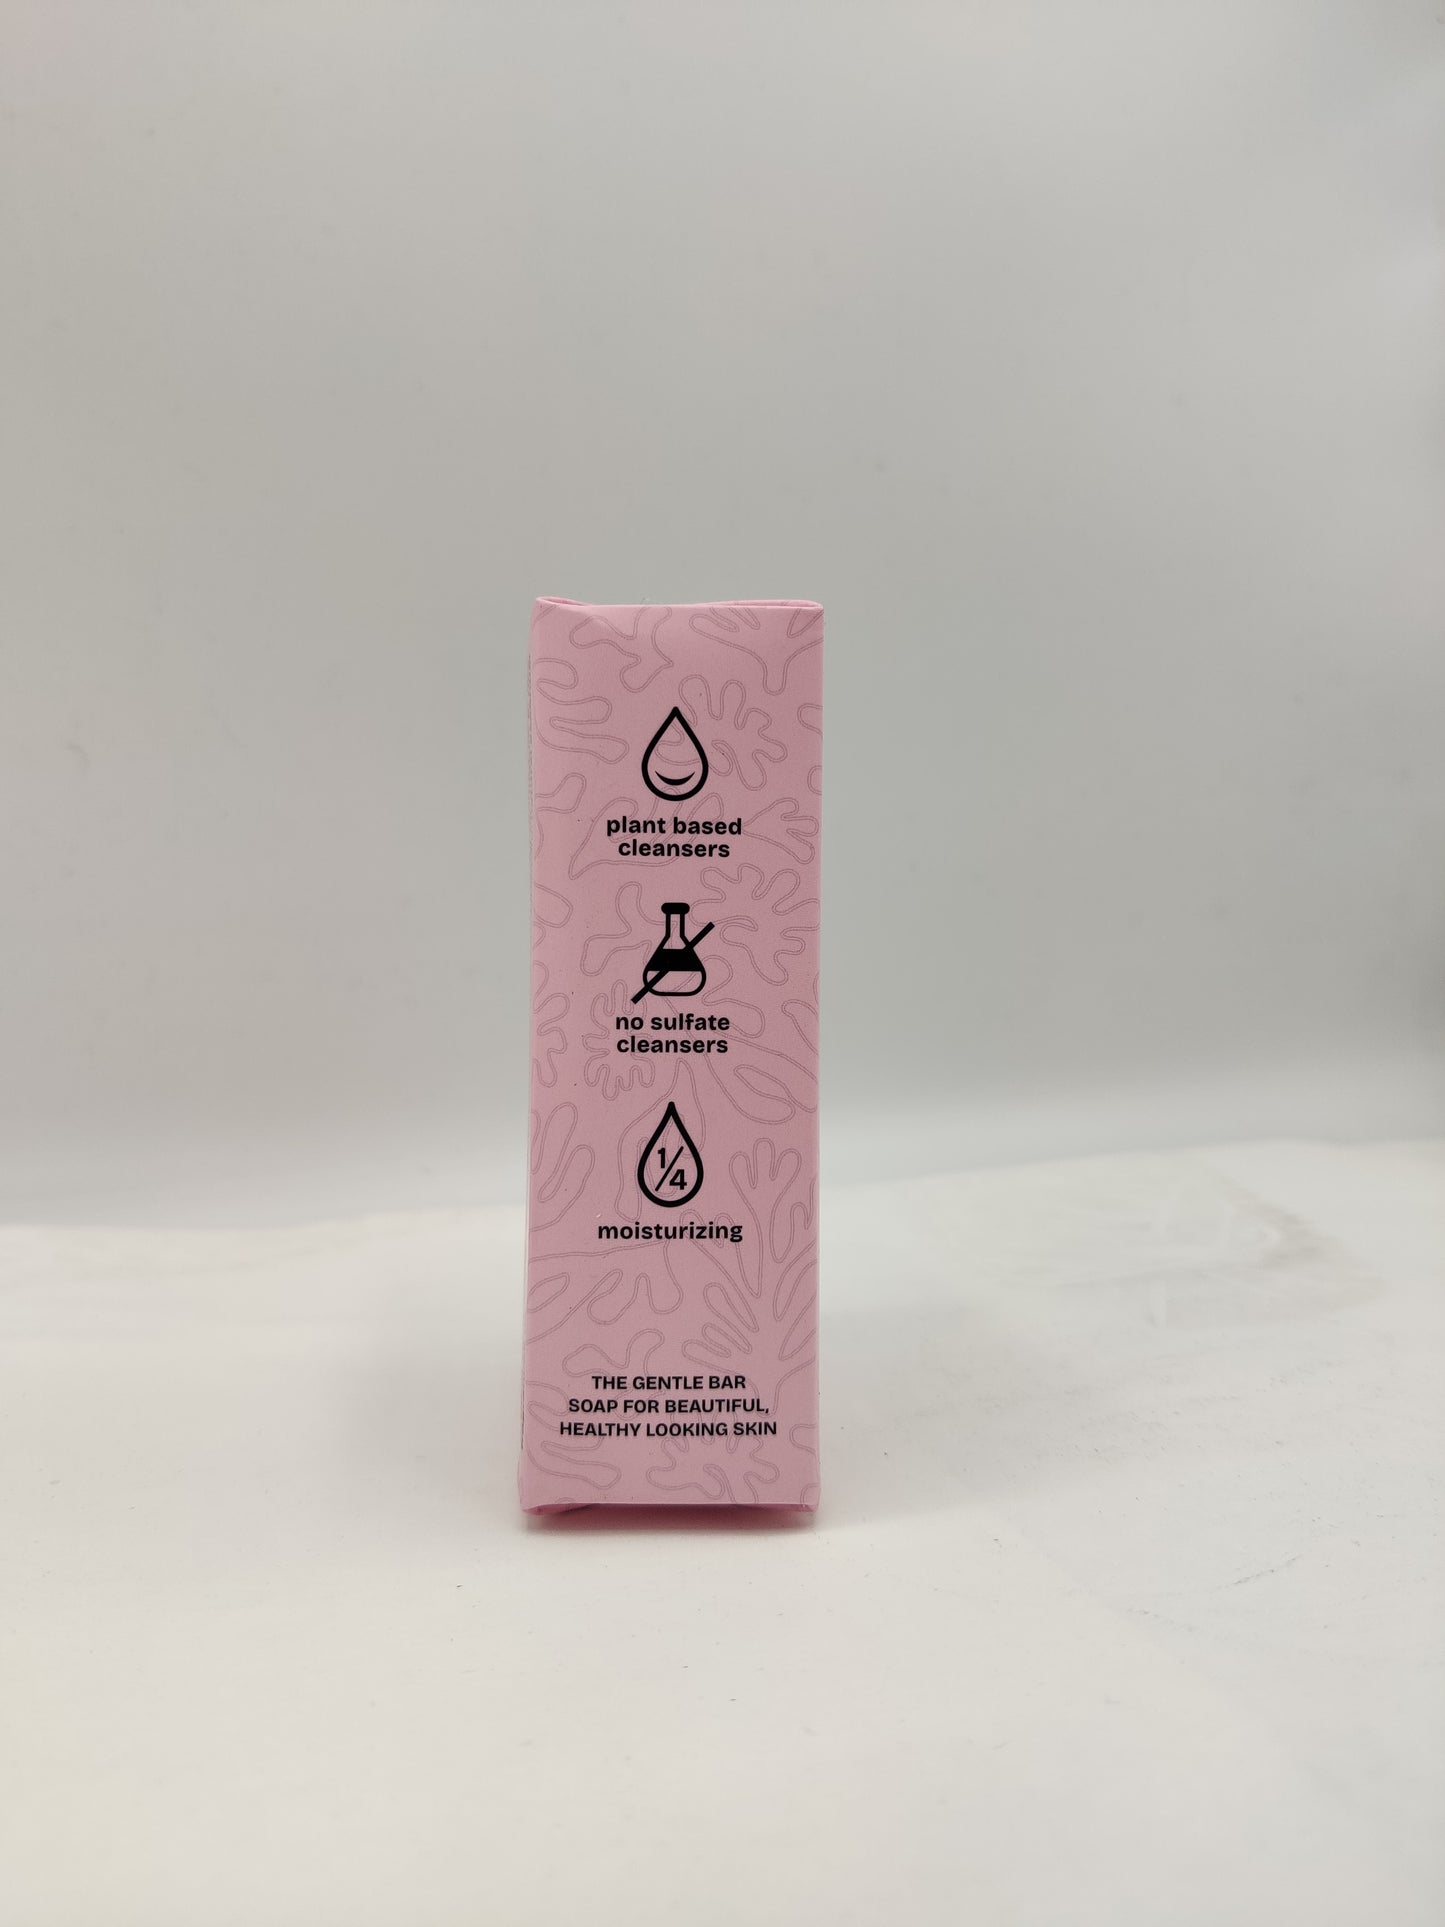 plant based
cleansers
no sulfate
cleansers
1/4
moisturizing
THE GENTLE BAR
SOAP FOR BEAUTIFUL,
HEALTHY LOOKING SKIN